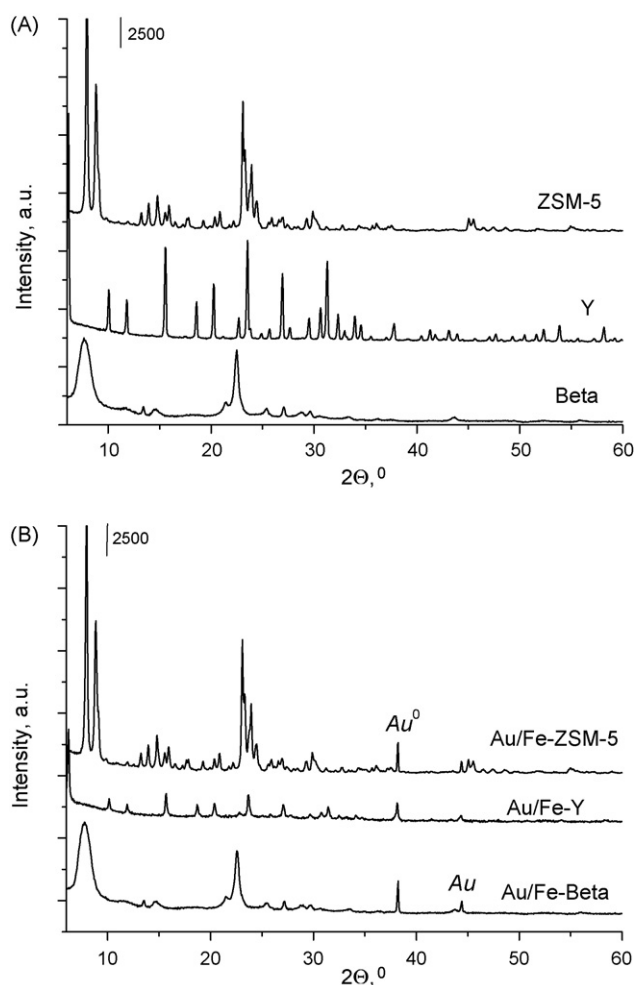 (A)
2500
ZSM-5
Y
Beta
Intensity, a.u.
10 20 30 40 50 60
2Θ, ⁰
(B)
2500
Au⁰
Au/Fe-ZSM-5
Au/Fe-Y
Au
Au/Fe-Beta
Intensity, a.u.
10 20 30 40 50 60
2Θ, ⁰